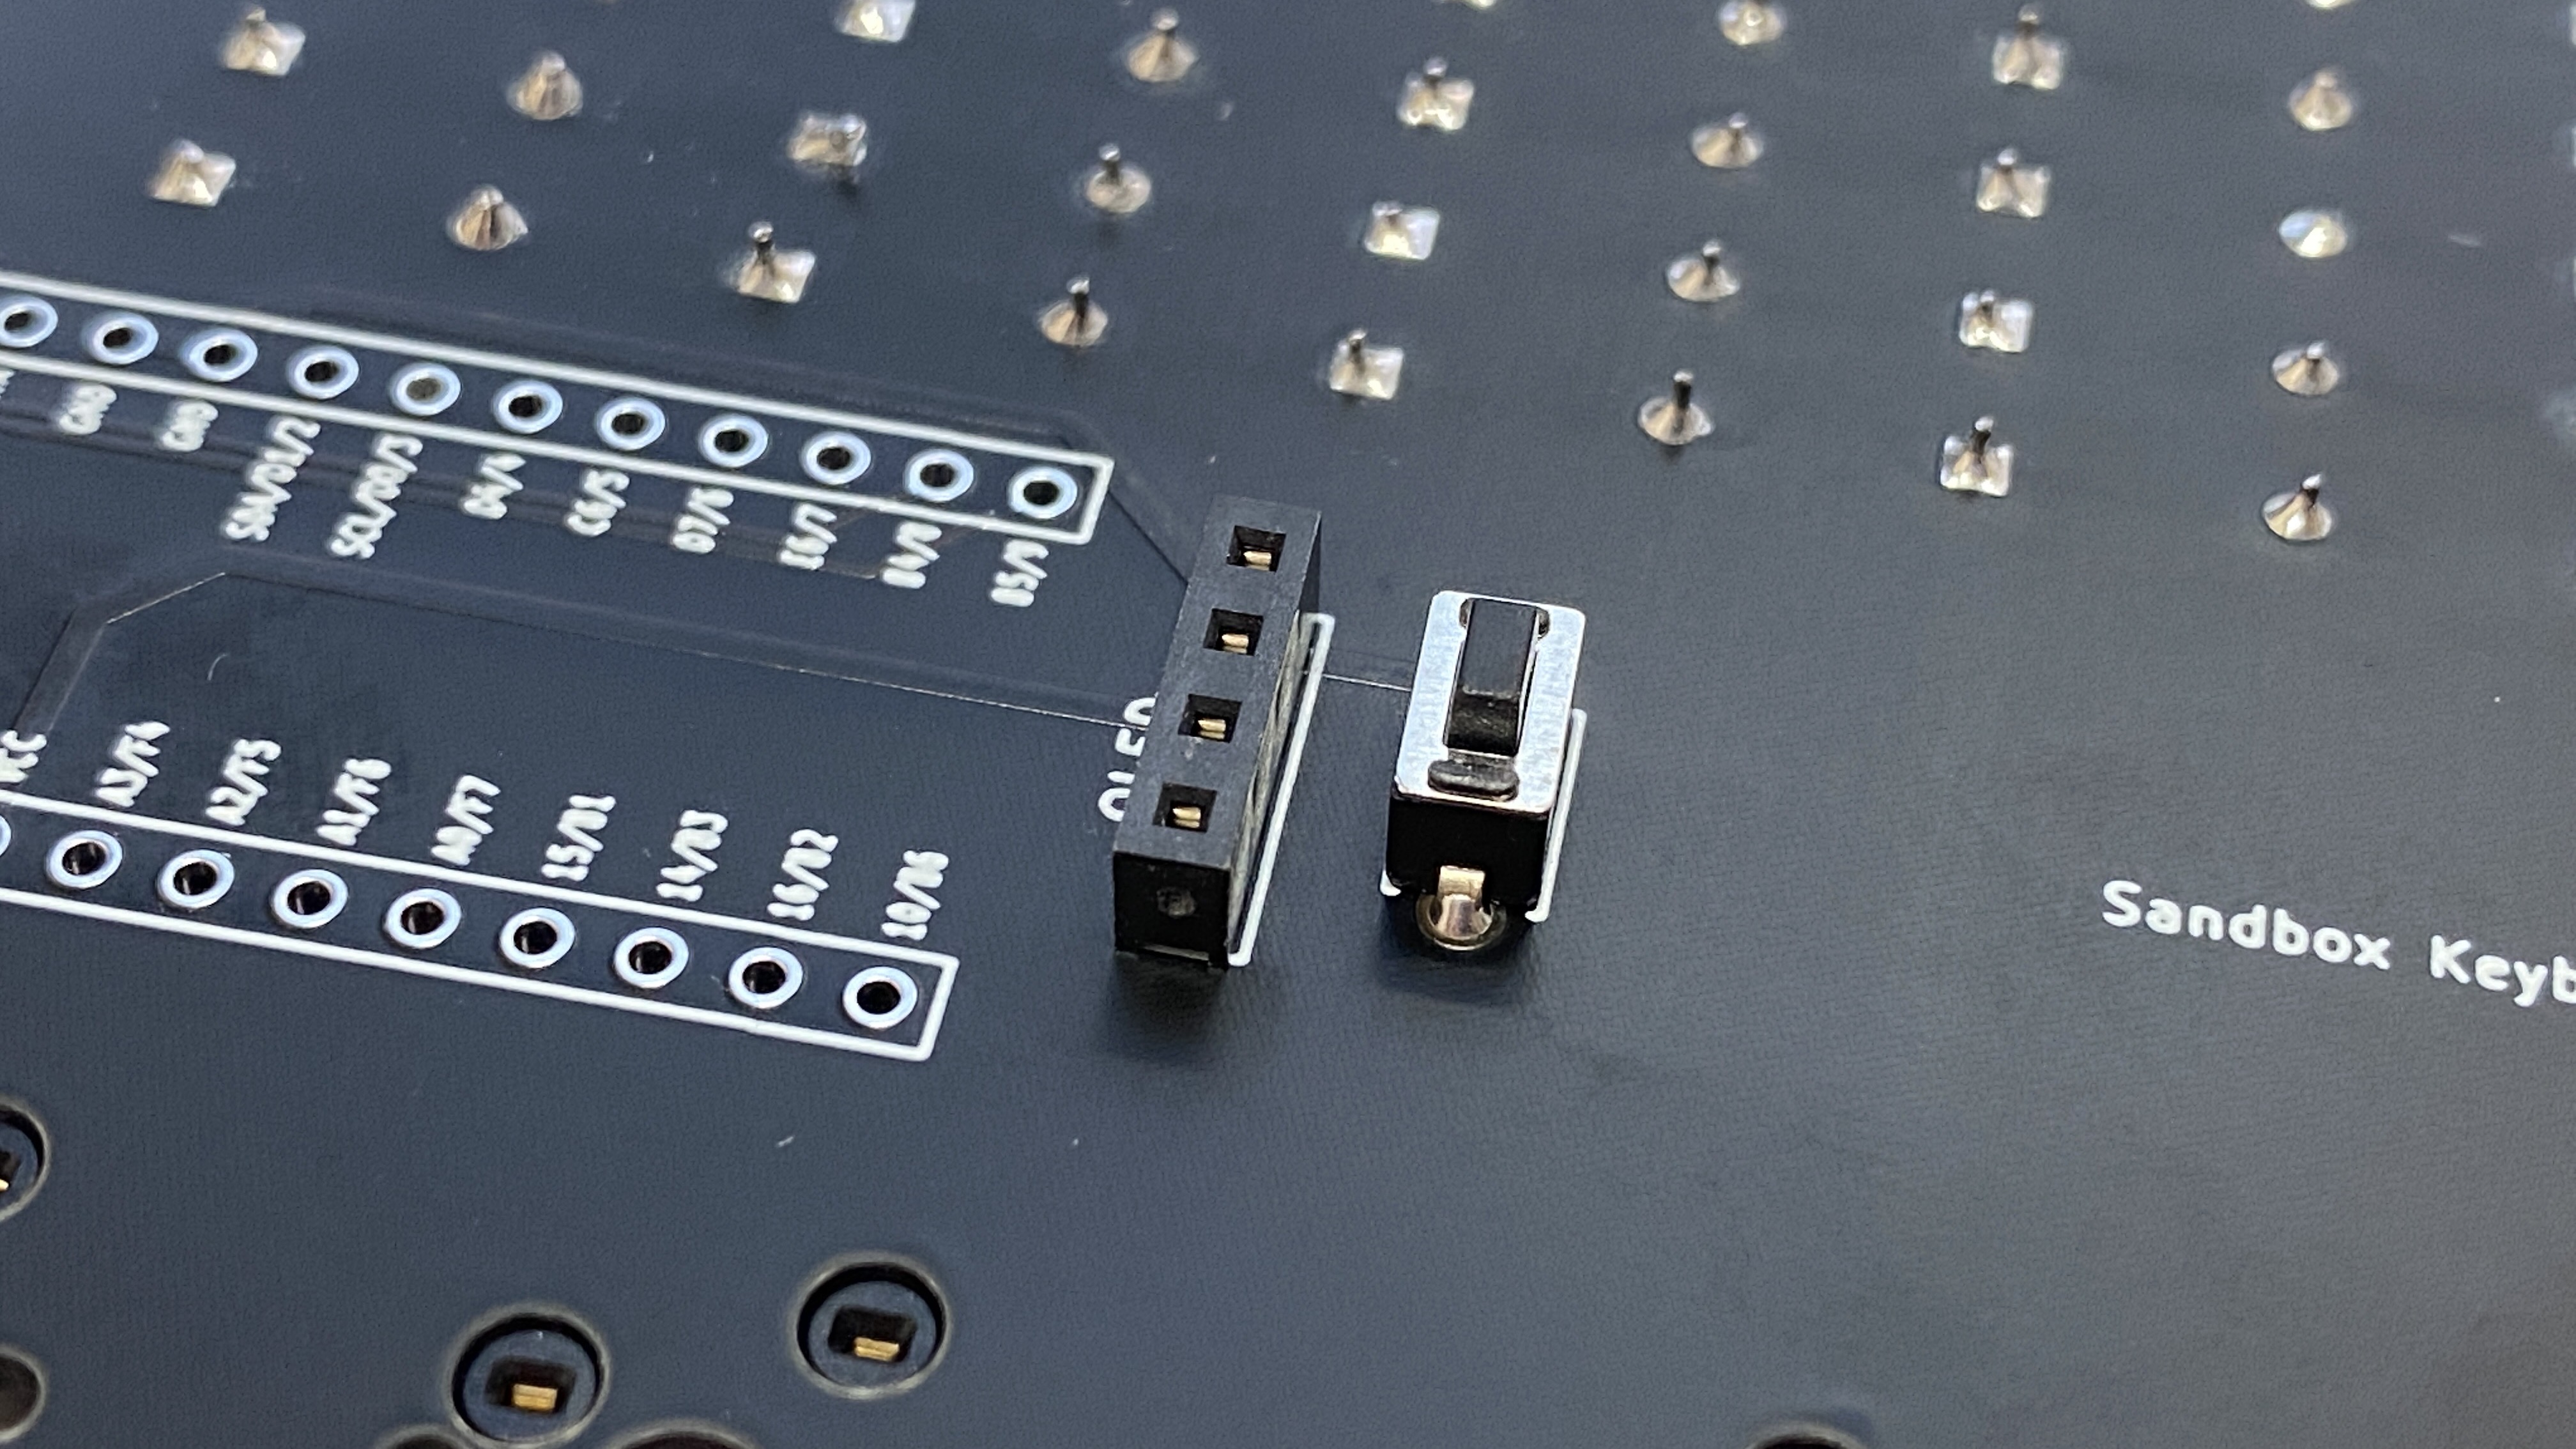 GND
GND
SDA/D1/2
SCL/D0/3
D4/4
C6/5
D7/6
E6/7
B4/8
B5/9
OLED
VCC
A3/F4
A2/F5
A1/F6
A0/F7
15/B1
14/B3
16/B2
10/B6
Sandbox Keyb